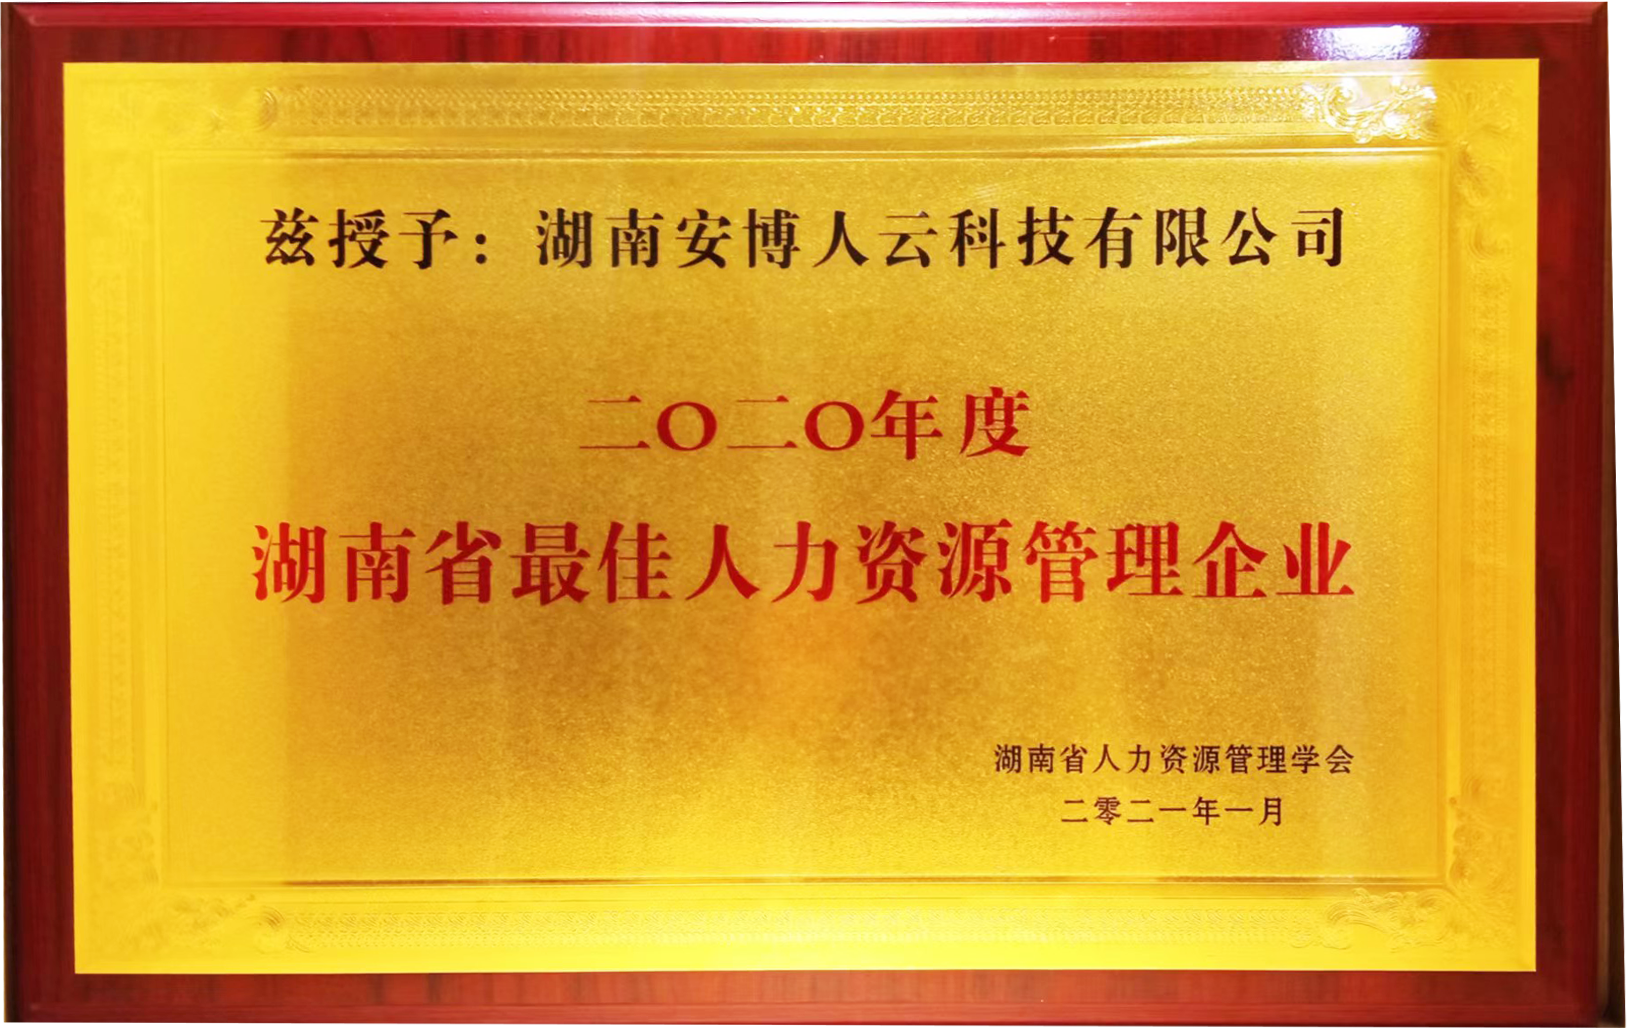 兹授予：湖南安博人云科技有限公司
二〇二〇年度
湖南省最佳人力资源管理企业
湖南省人力资源管理学会
二零二一年一月